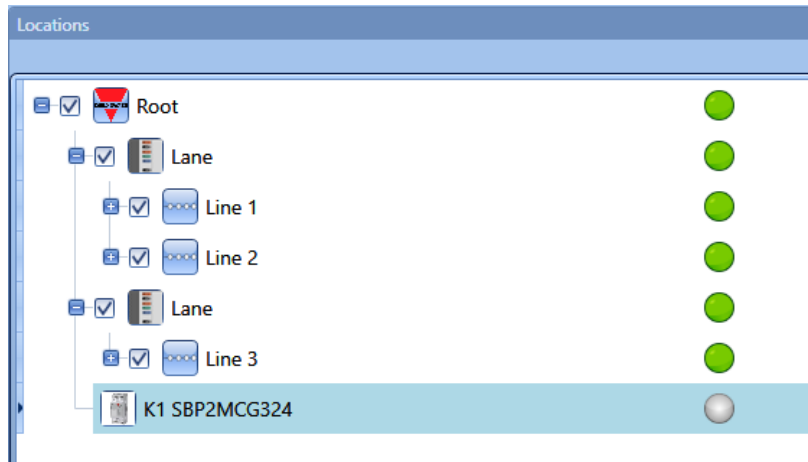 Locations
Root
Lane
Line 1
Line 2
Lane
Line 3
K1 SBP2MCG324